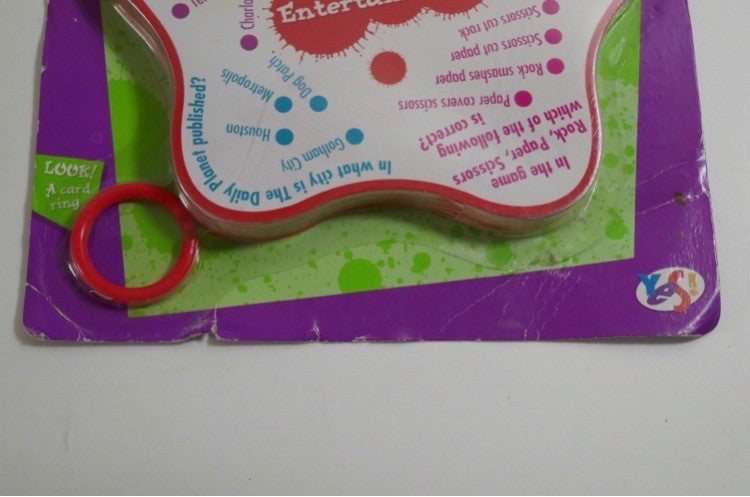 Entertain
LOOK!
A card
ring
In what city is The Daily Planet published?
Gotham City
Houston
Metropolis
Dog Patch
In the game
Rock, Paper, Scissors
which of the following
is correct?
Paper covers scissors
Rock smashes paper
Scissors cut paper
Scissors cut rock
YES!